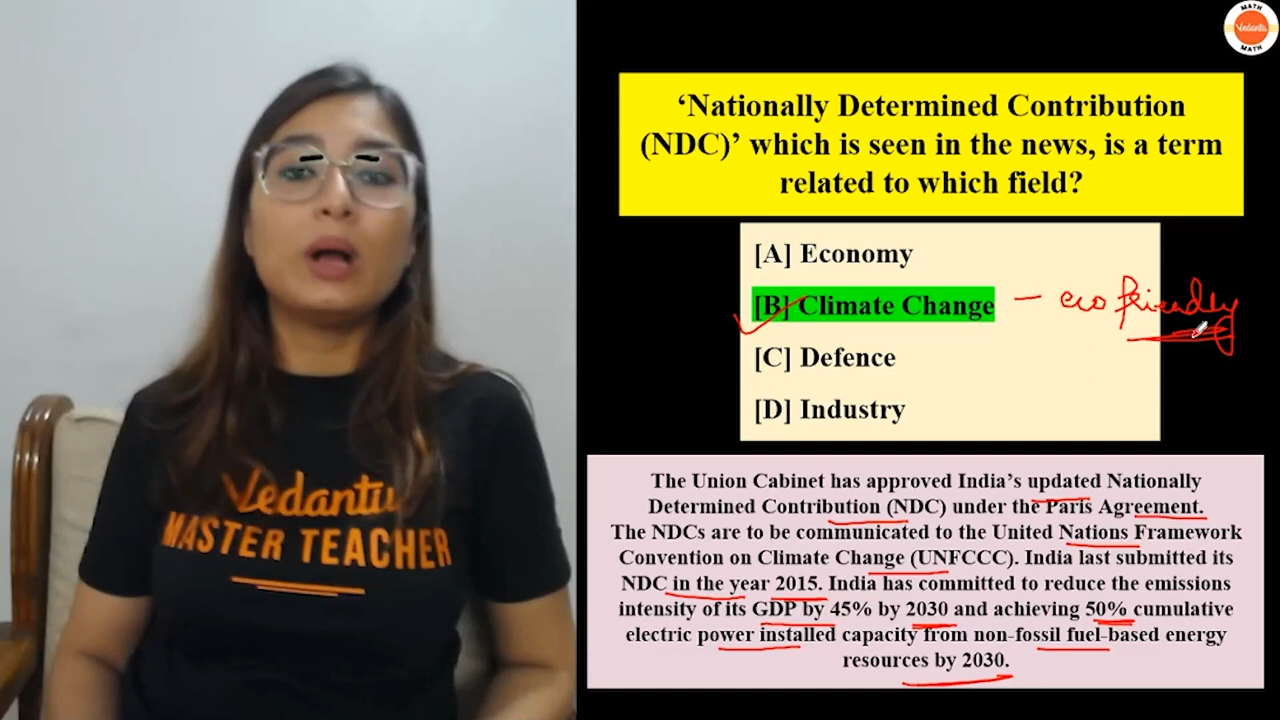 MATH
Vedantu
MATH
‘Nationally Determined Contribution
(NDC)’ which is seen in the news, is a term
related to which field?
[A] Economy
[B] Climate Change - eco friendly
[C] Defence
[D] Industry
The Union Cabinet has approved India’s updated Nationally
Determined Contribution (NDC) under the Paris Agreement.
The NDCs are to be communicated to the United Nations Framework
Convention on Climate Change (UNFCCC). India last submitted its
NDC in the year 2015. India has committed to reduce the emissions
intensity of its GDP by 45% by 2030 and achieving 50% cumulative
electric power installed capacity from non-fossil fuel-based energy
resources by 2030.
Vedantu
MASTER TEACHER